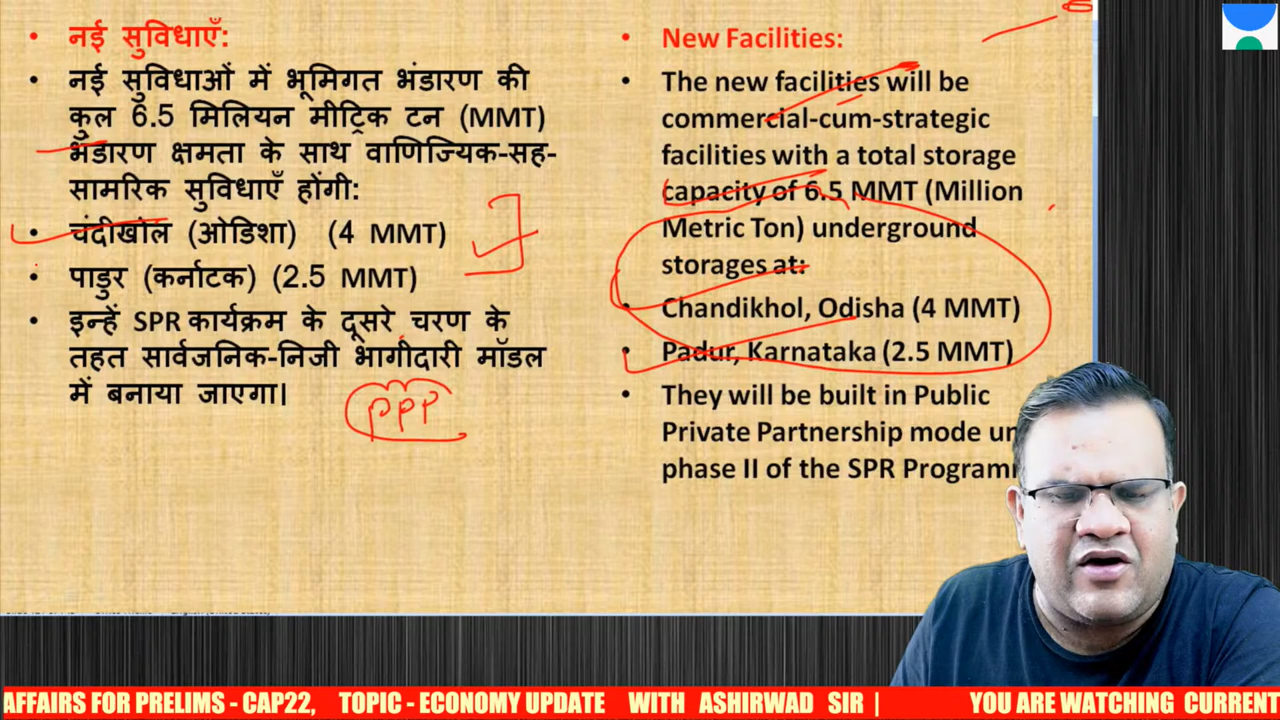 नई सुविधाएँ:
नई सुविधाओं में भूमिगत भंडारण की
कुल 6.5 मिलियन मीट्रिक टन (MMT)
भंडारण क्षमता के साथ वाणिज्यिक-सह-
सामरिक सुविधाएँ होंगी:
चंदीखोल (ओडिशा) (4 MMT)
पाडुर (कर्नाटक) (2.5 MMT)
इन्हें SPR कार्यक्रम के दूसरे चरण के
तहत सार्वजनिक-निजी भागीदारी मॉडल
में बनाया जाएगा।
PPP
New Facilities:
The new facilities will be
commercial-cum-strategic
facilities with a total storage
capacity of 6.5 MMT (Million
Metric Ton) underground
storages at:
Chandikhol, Odisha (4 MMT)
Padur, Karnataka (2.5 MMT)
They will be built in Public
Private Partnership mode un
phase II of the SPR Program
AFFAIRS FOR PRELIMS - CAP22, TOPIC - ECONOMY UPDATE WITH ASHIRWAD SIR | YOU ARE WATCHING CURRENT